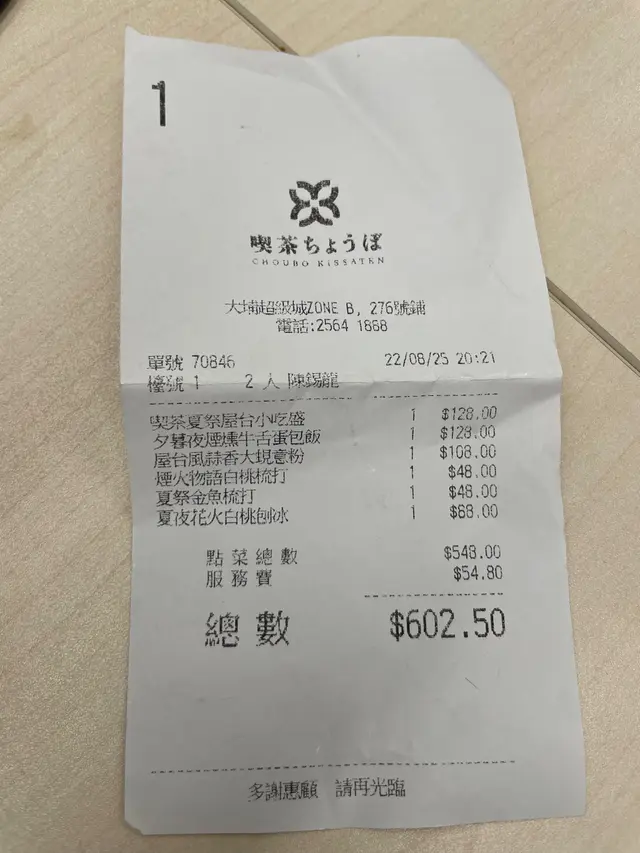 1
喫茶ちょうぼ
CHOUBO KISSATEN
大埔超級城ZONE B, 276號鋪
電話:2564 1868
單號 70846 22/08/25 20:21
檯號 1 2 人 陳錫龍
喫茶夏祭屋台小吃盛 1 $128.00
夕暮夜煙燻牛舌蛋包飯 1 $128.00
屋台風蒜香大蜆意粉 1 $108.00
煙火物語白桃梳打 1 $48.00
夏祭金魚梳打 1 $48.00
夏夜花火白桃刨冰 1 $88.00
點菜總數 $548.00
服務費 $54.80
總數 $602.50
多謝惠顧 請再光臨